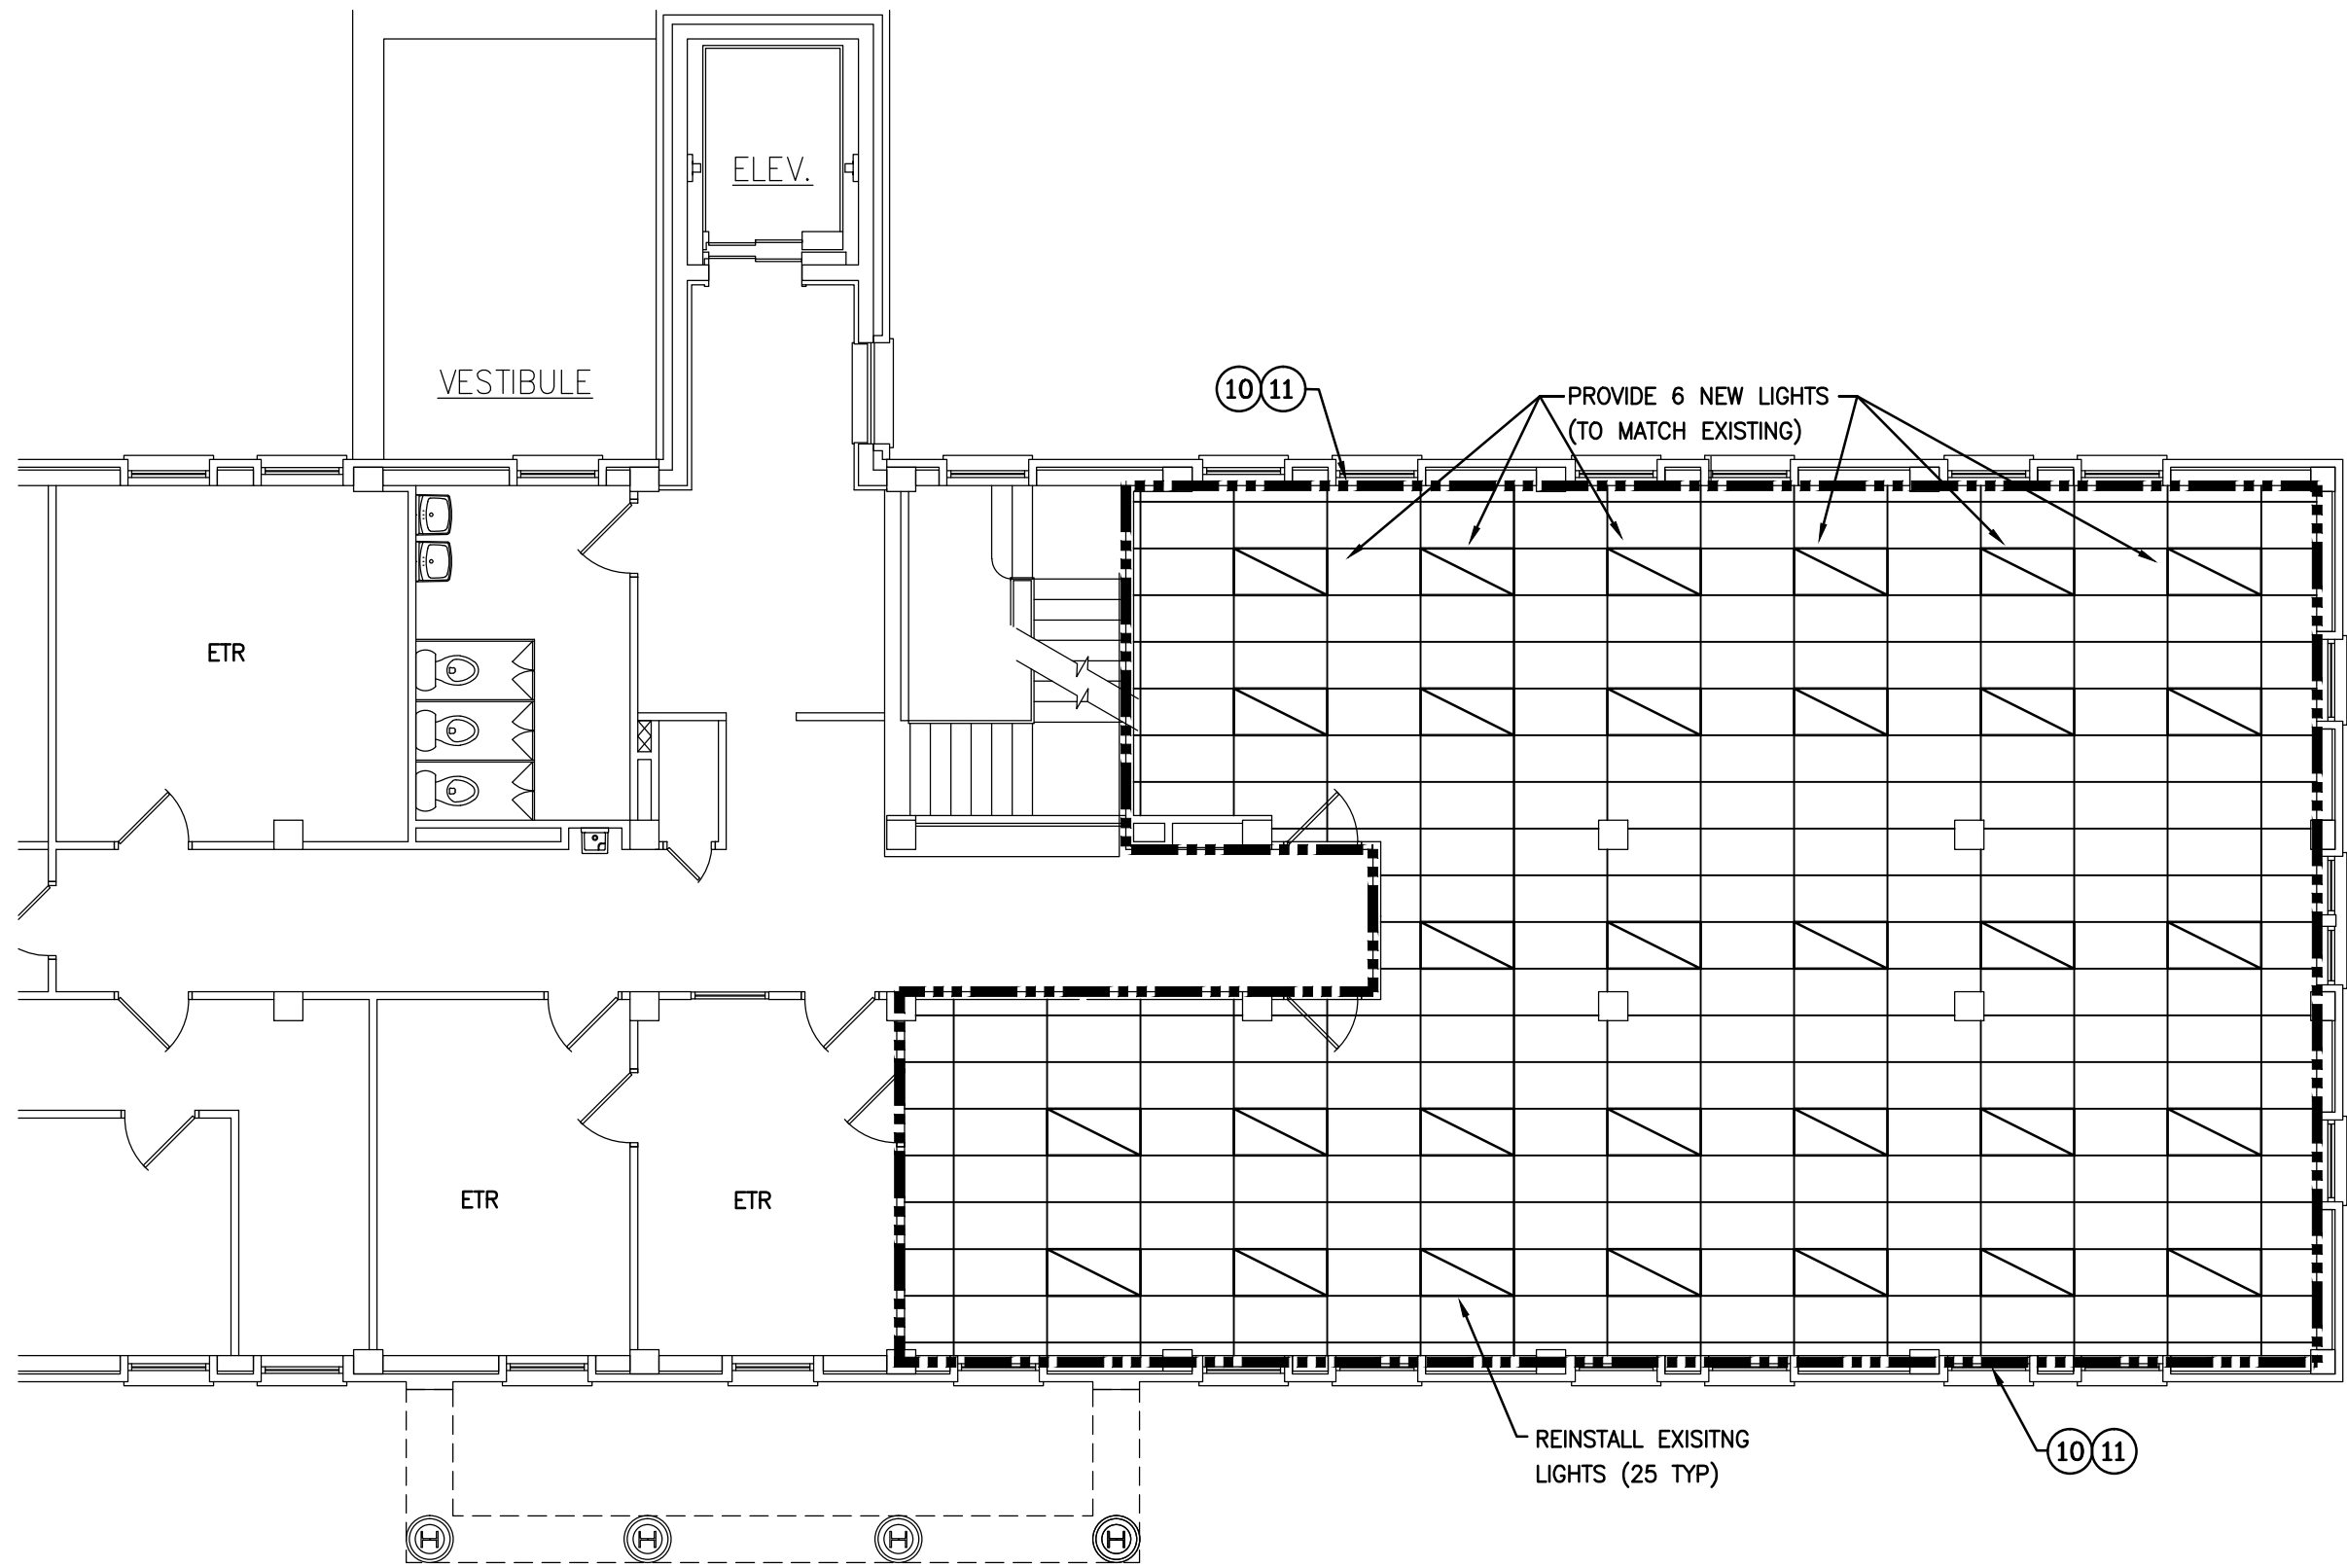 ELEV.
VESTIBULE
10 11
PROVIDE 6 NEW LIGHTS
(TO MATCH EXISTING)
ETR
ETR
ETR
REINSTALL EXISITNG
LIGHTS (25 TYP)
10 11
H
H
H
H